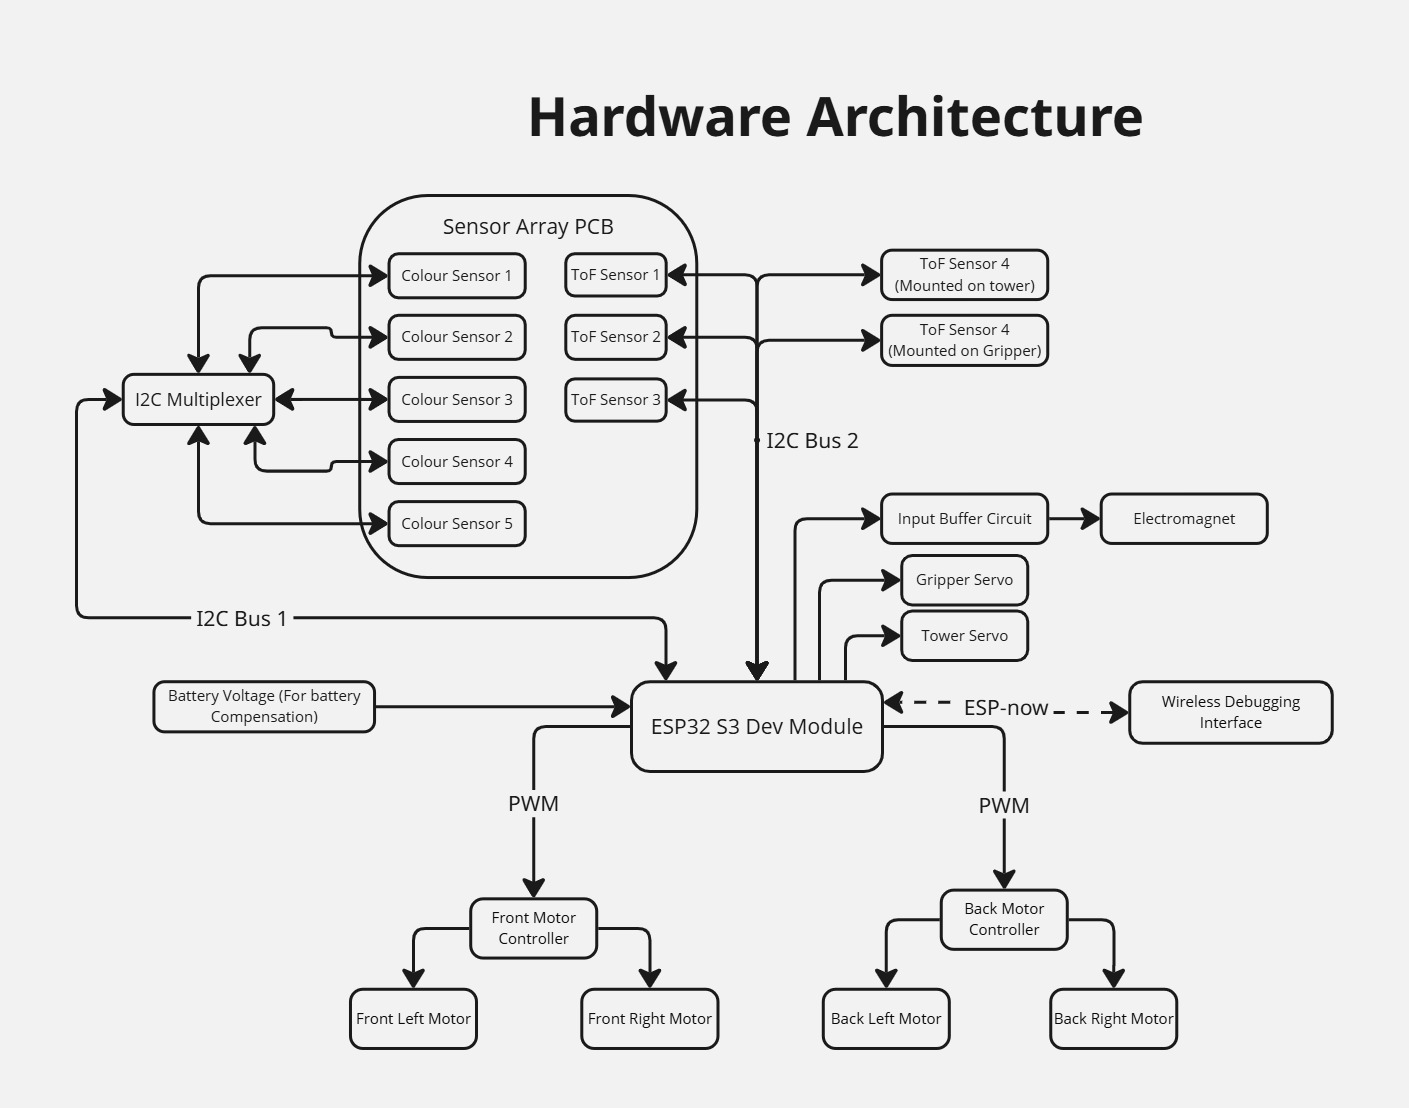 Hardware Architecture
Sensor Array PCB
Colour Sensor 1
ToF Sensor 1
ToF Sensor 4
(Mounted on tower)
Colour Sensor 2
ToF Sensor 2
ToF Sensor 4
(Mounted on Gripper)
I2C Multiplexer
Colour Sensor 3
ToF Sensor 3
I2C Bus 2
Colour Sensor 4
Colour Sensor 5
Input Buffer Circuit
Electromagnet
Gripper Servo
I2C Bus 1
Tower Servo
Battery Voltage (For battery
Compensation)
ESP32 S3 Dev Module
ESP-now
Wireless Debugging
Interface
PWM
PWM
Front Motor
Controller
Back Motor
Controller
Front Left Motor
Front Right Motor
Back Left Motor
Back Right Motor